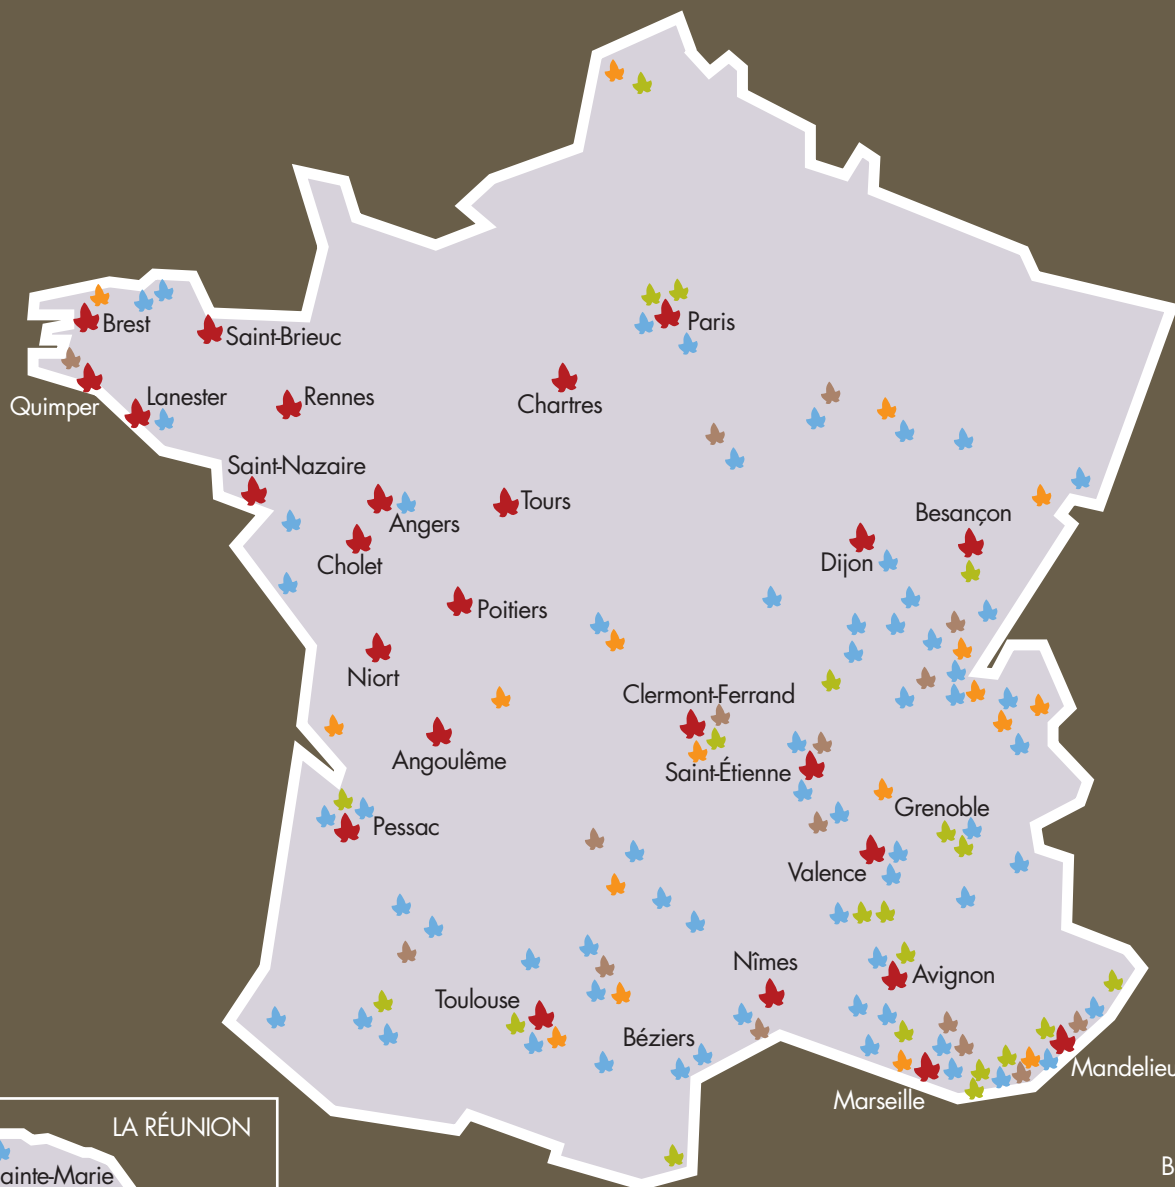 Brest
Saint-Brieuc
Paris
Quimper
Lanester
Rennes
Chartres
Saint-Nazaire
Angers
Tours
Cholet
Besançon
Dijon
Poitiers
Niort
Clermont-Ferrand
Angoulême
Saint-Étienne
Grenoble
Pessac
Valence
Nîmes
Avignon
Toulouse
Béziers
Mandelieu
Marseille
LA RÉUNION
ainte-Marie
B